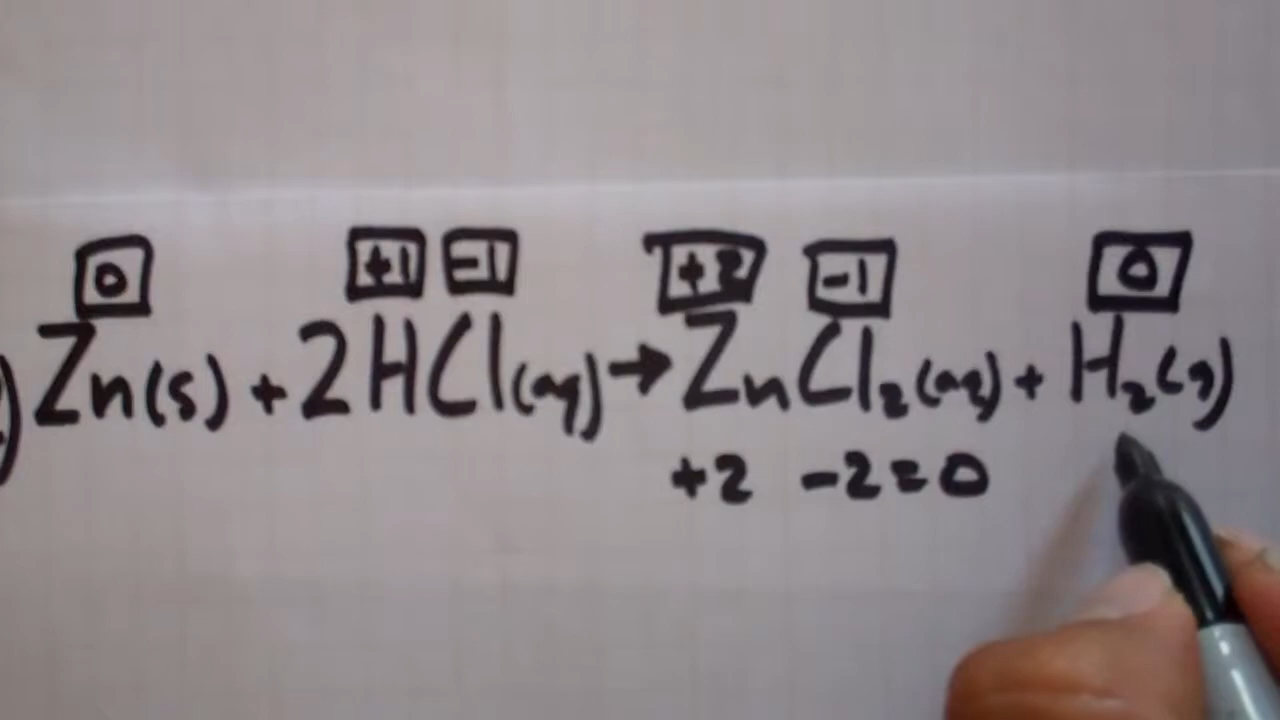 0 +1 -1 +2 -1 0
) Zn(s) + 2HCl(aq) → ZnCl₂(aq) + H₂(g)
+2 -2 = 0